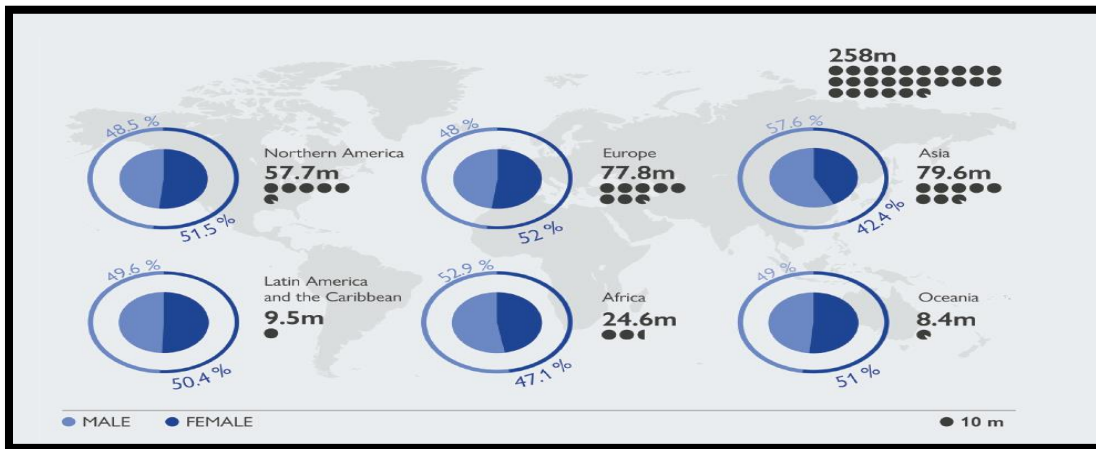 258m
48.5 %
Northern America
57.7m
51.5 %
48 %
Europe
77.8m
52 %
57.6 %
Asia
79.6m
42.4 %
49.6 %
Latin America
and the Caribbean
9.5m
50.4 %
52.9 %
Africa
24.6m
47.1 %
49 %
Oceania
8.4m
51 %
MALE FEMALE 10 m